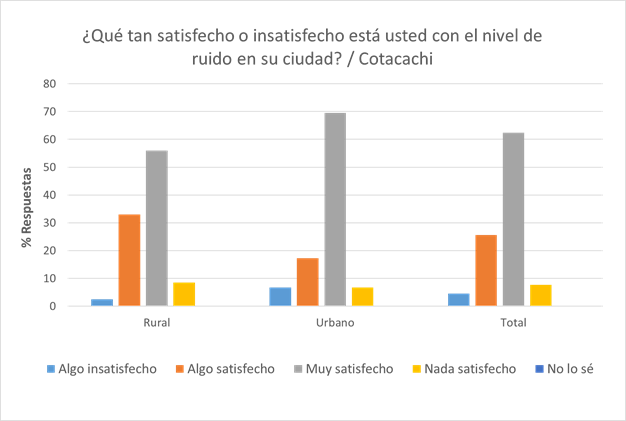 ¿Qué tan satisfecho o insatisfecho está usted con el nivel de
ruido en su ciudad? / Cotacachi
% Respuestas
80
70
60
50
40
30
20
10
0
Rural Urbano Total
Algo insatisfecho Algo satisfecho Muy satisfecho Nada satisfecho No lo sé